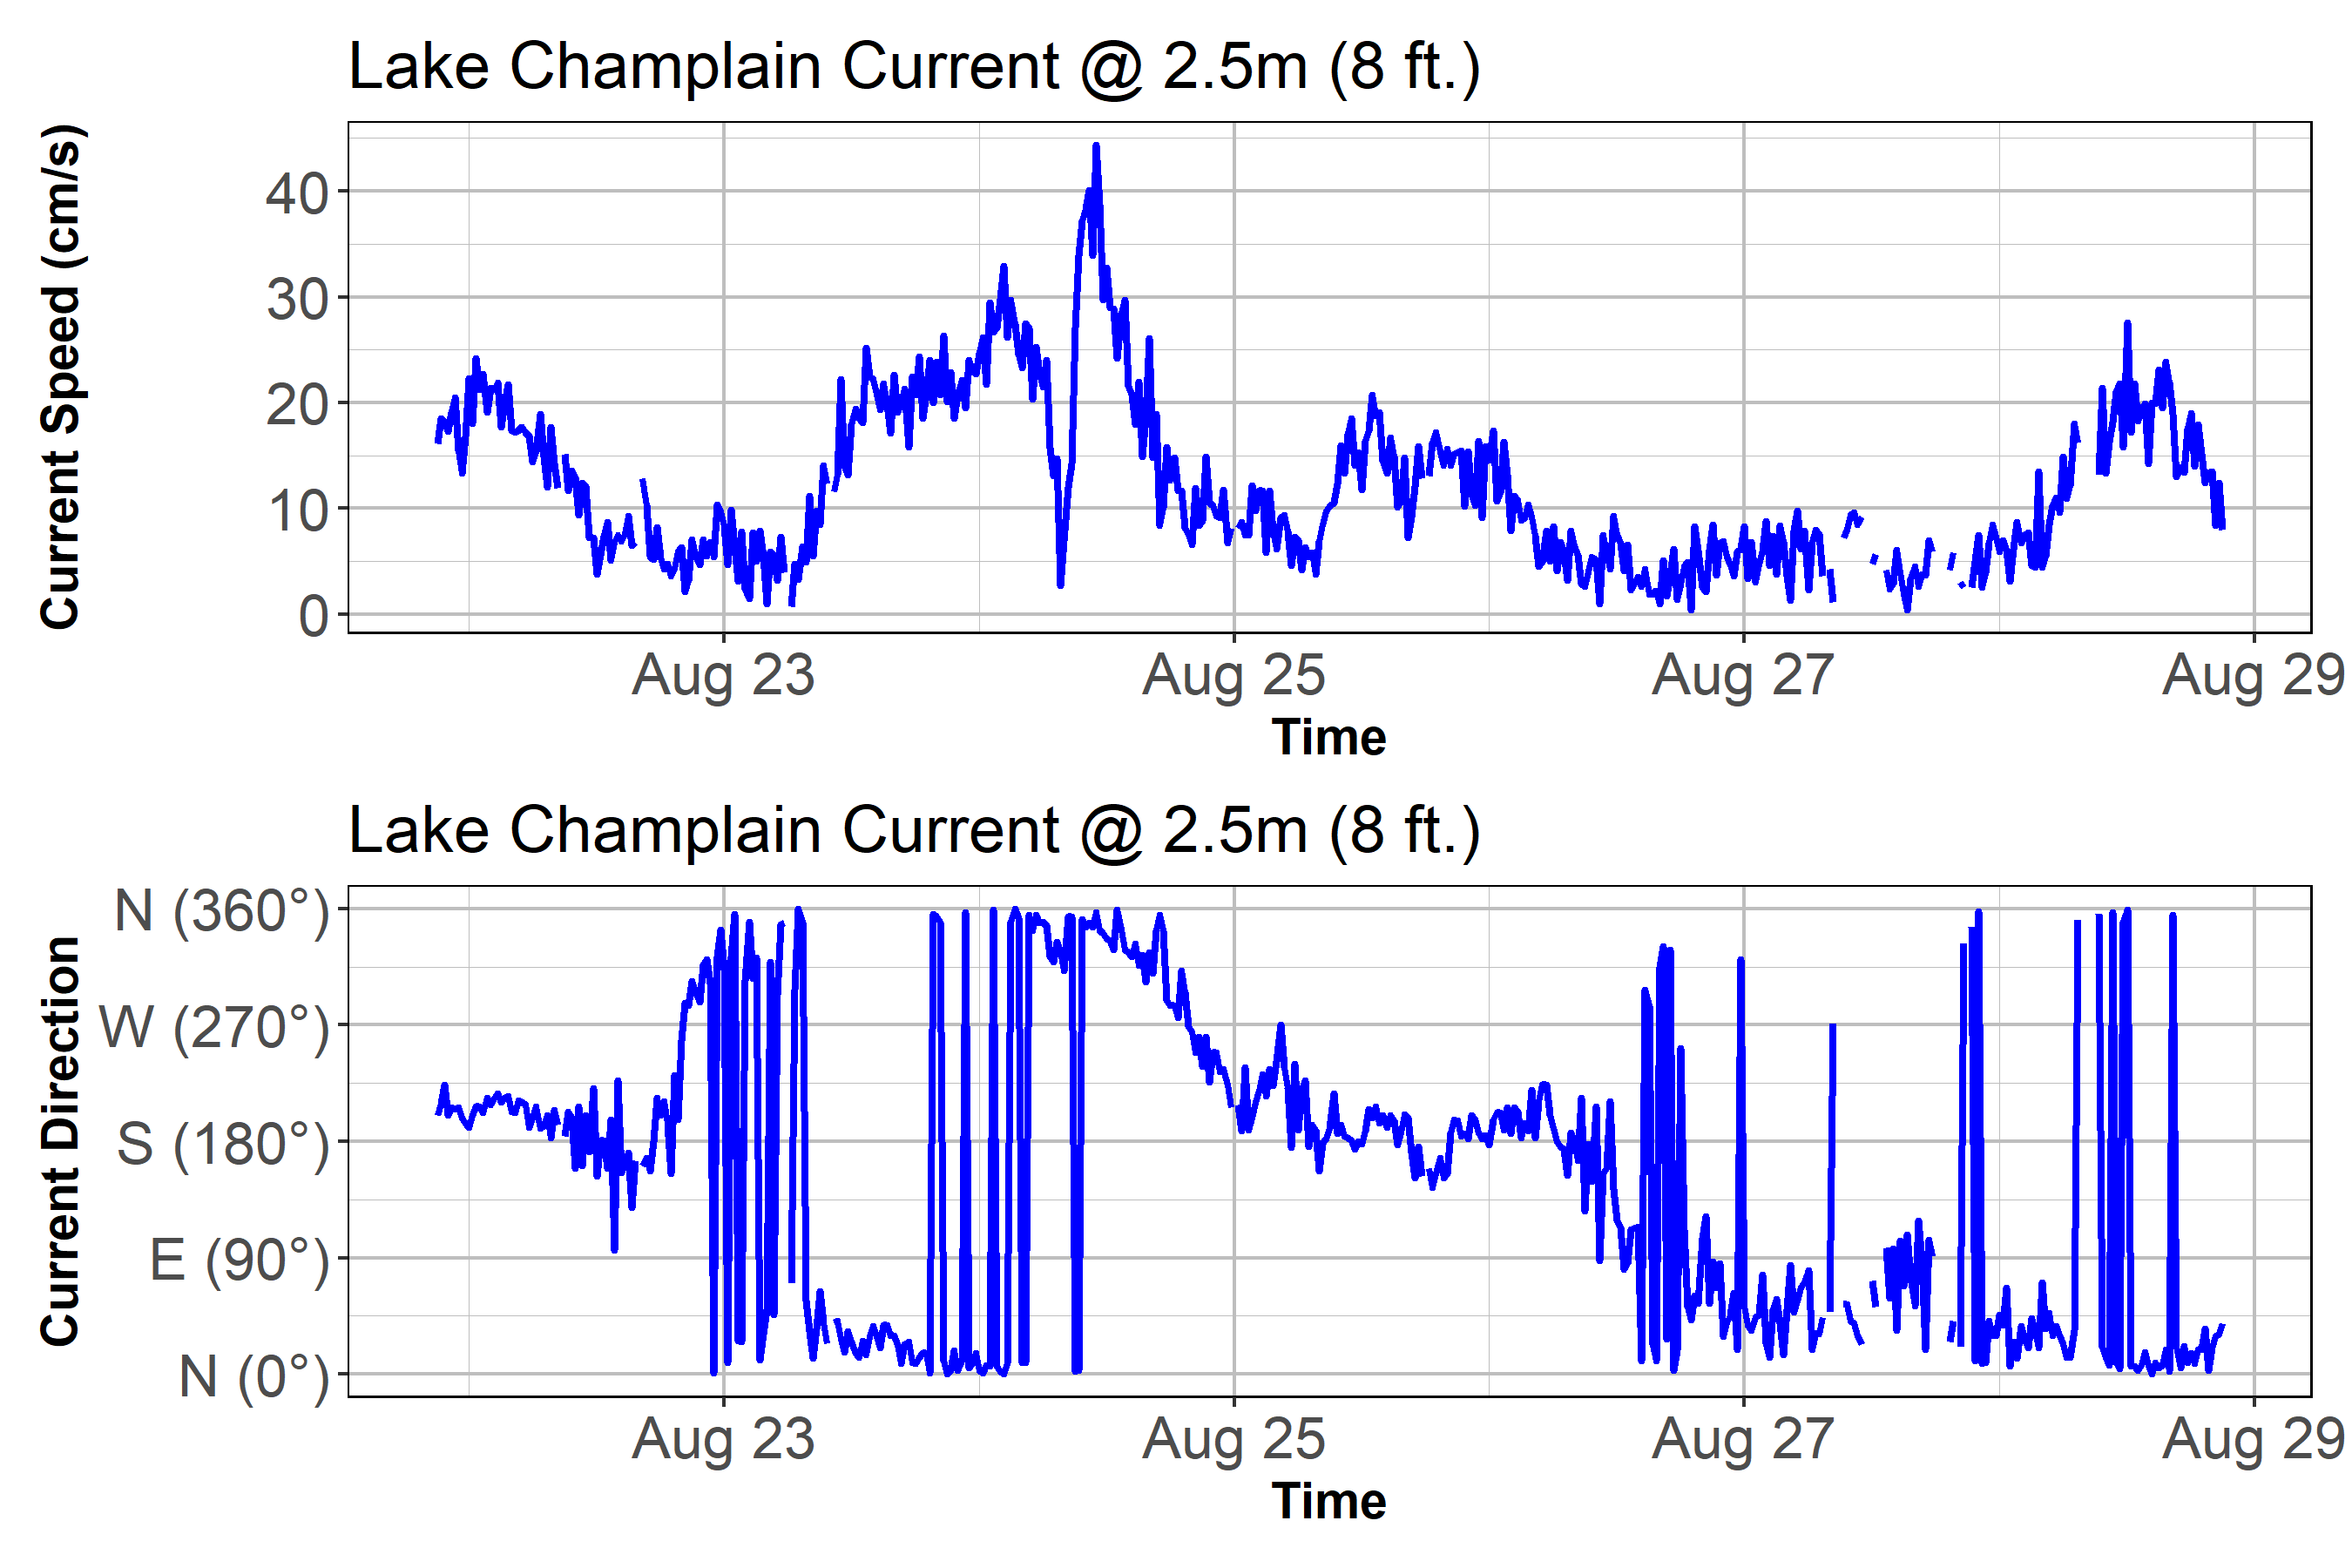 Lake Champlain Current @ 2.5m (8 ft.)
Current Speed (cm/s)
40
30
20
10
0
Aug 23 Aug 25 Aug 27 Aug 29
Time
Lake Champlain Current @ 2.5m (8 ft.)
Current Direction
N (360°)
W (270°)
S (180°)
E (90°)
N (0°)
Aug 23 Aug 25 Aug 27 Aug 29
Time